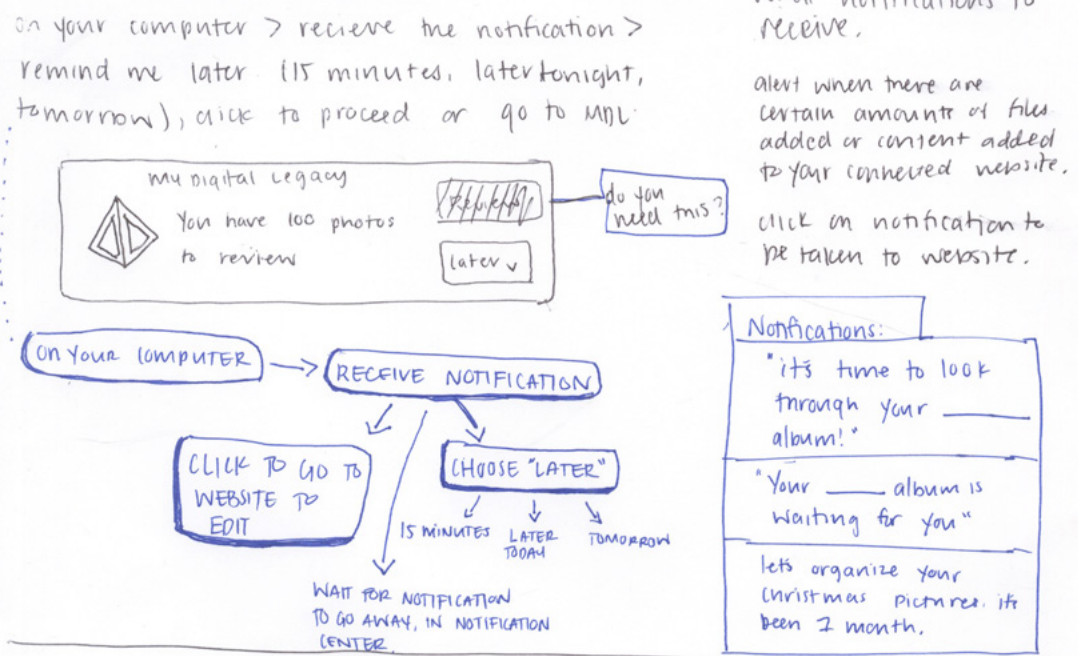 on your computer > recieve the notification >
remind me later (15 minutes, later tonight,
tomorrow), click to proceed or go to MDL.
notifications to
receive.
alert when there are
certain amounts of files
added or content added
to your connected website.
click on notification to
be taken to website.
My Digital Legacy
You have 100 photos
to review
later
do you
need this?
ON YOUR COMPUTER
RECEIVE NOTIFICATION
CLICK TO GO TO
WEBSITE TO
EDIT
CHOOSE "LATER"
15 MINUTES
LATER
TODAY
TOMORROW
WAIT FOR NOTIFICATION
TO GO AWAY, IN NOTIFICATION
CENTER.
Notifications:
"it's time to look
through your ______
album!"
"Your ______ album is
waiting for you"
lets organize your
Christmas pictures. its
been 1 month.